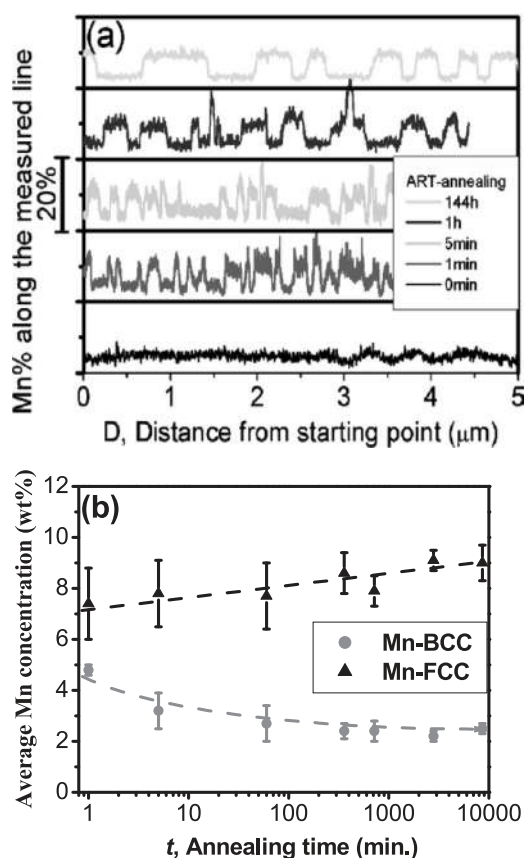 (a)
Mn% along the measured line
20%
ART-annealing
144h
1h
5min
1min
0min
0 1 2 3 4 5
D, Distance from starting point (μm)
(b)
Average Mn concentration (wt%)
12
10
8
6
4
2
0
Mn-BCC
Mn-FCC
1 10 100 1000 10000
t, Annealing time (min.)